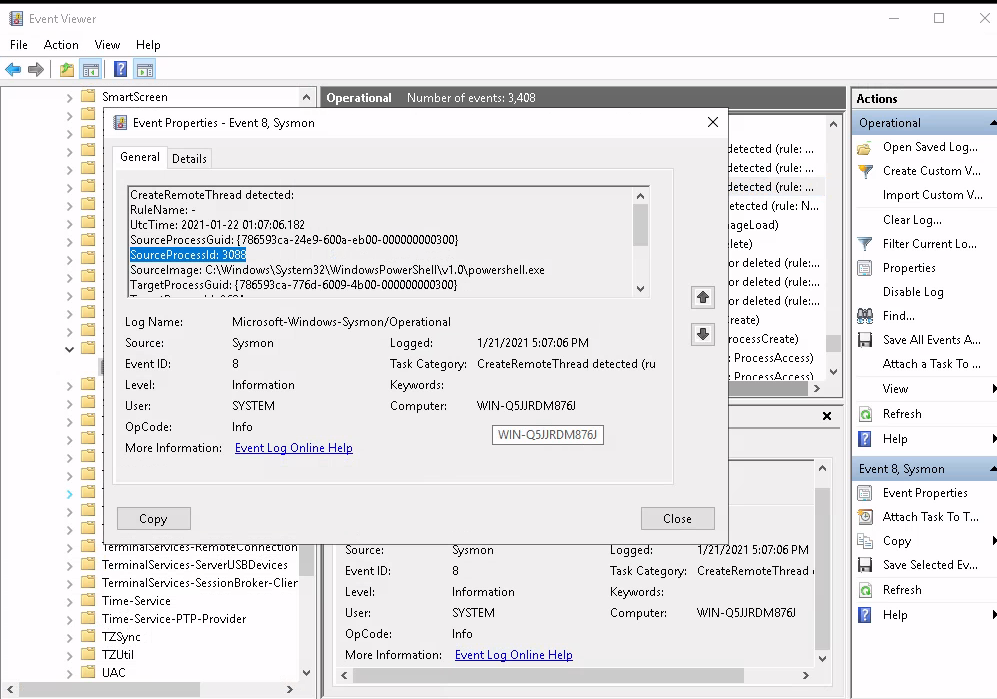 Event Viewer
File Action View Help
SmartScreen
Operational Number of events: 3,408
Actions
Operational
Open Saved Log...
Create Custom V...
Import Custom V...
Clear Log...
Filter Current Lo...
Properties
Disable Log
Find...
Save All Events A...
Attach a Task To ...
View
Refresh
Help
Event 8, Sysmon
Event Properties
Attach Task To T...
Copy
Save Selected Ev...
Refresh
Help
Event Properties - Event 8, Sysmon
General Details
CreateRemoteThread detected:
RuleName: -
UtcTime: 2021-01-22 01:07:06.182
SourceProcessGuid: {786593ca-24e9-600a-eb00-000000000300}
SourceProcessId: 3088
SourceImage: C:\Windows\System32\WindowsPowerShell\v1.0\powershell.exe
TargetProcessGuid: {786593ca-776d-6009-4b00-000000000300}
Log Name: Microsoft-Windows-Sysmon/Operational
Source: Sysmon Logged: 1/21/2021 5:07:06 PM
Event ID: 8 Task Category: CreateRemoteThread detected (ru
Level: Information Keywords:
User: SYSTEM Computer: WIN-Q5JJRDM876J
OpCode: Info
WIN-Q5JJRDM876J
More Information: Event Log Online Help
Copy Close
detected (rule: ...
detected (rule: ...
detected (rule: ...
etected (rule: N...
ageLoad)
lete)
or deleted (rule:
or deleted (rule:
or deleted (rule: ...
reate)
rocessCreate)
: ProcessAccess)
: ProcessAccess)
TerminalServices-RemoteConnection
TerminalServices-ServerUSBDevices
TerminalServices-SessionBroker-Clier
Time-Service
Time-Service-PTP-Provider
TZSync
TZUtil
UAC
Source: Sysmon Logged: 1/21/2021 5:07:06 PM
Event ID: 8 Task Category: CreateRemoteThread
Level: Information Keywords:
User: SYSTEM Computer: WIN-Q5JJRDM876J
OpCode: Info
More Information: Event Log Online Help